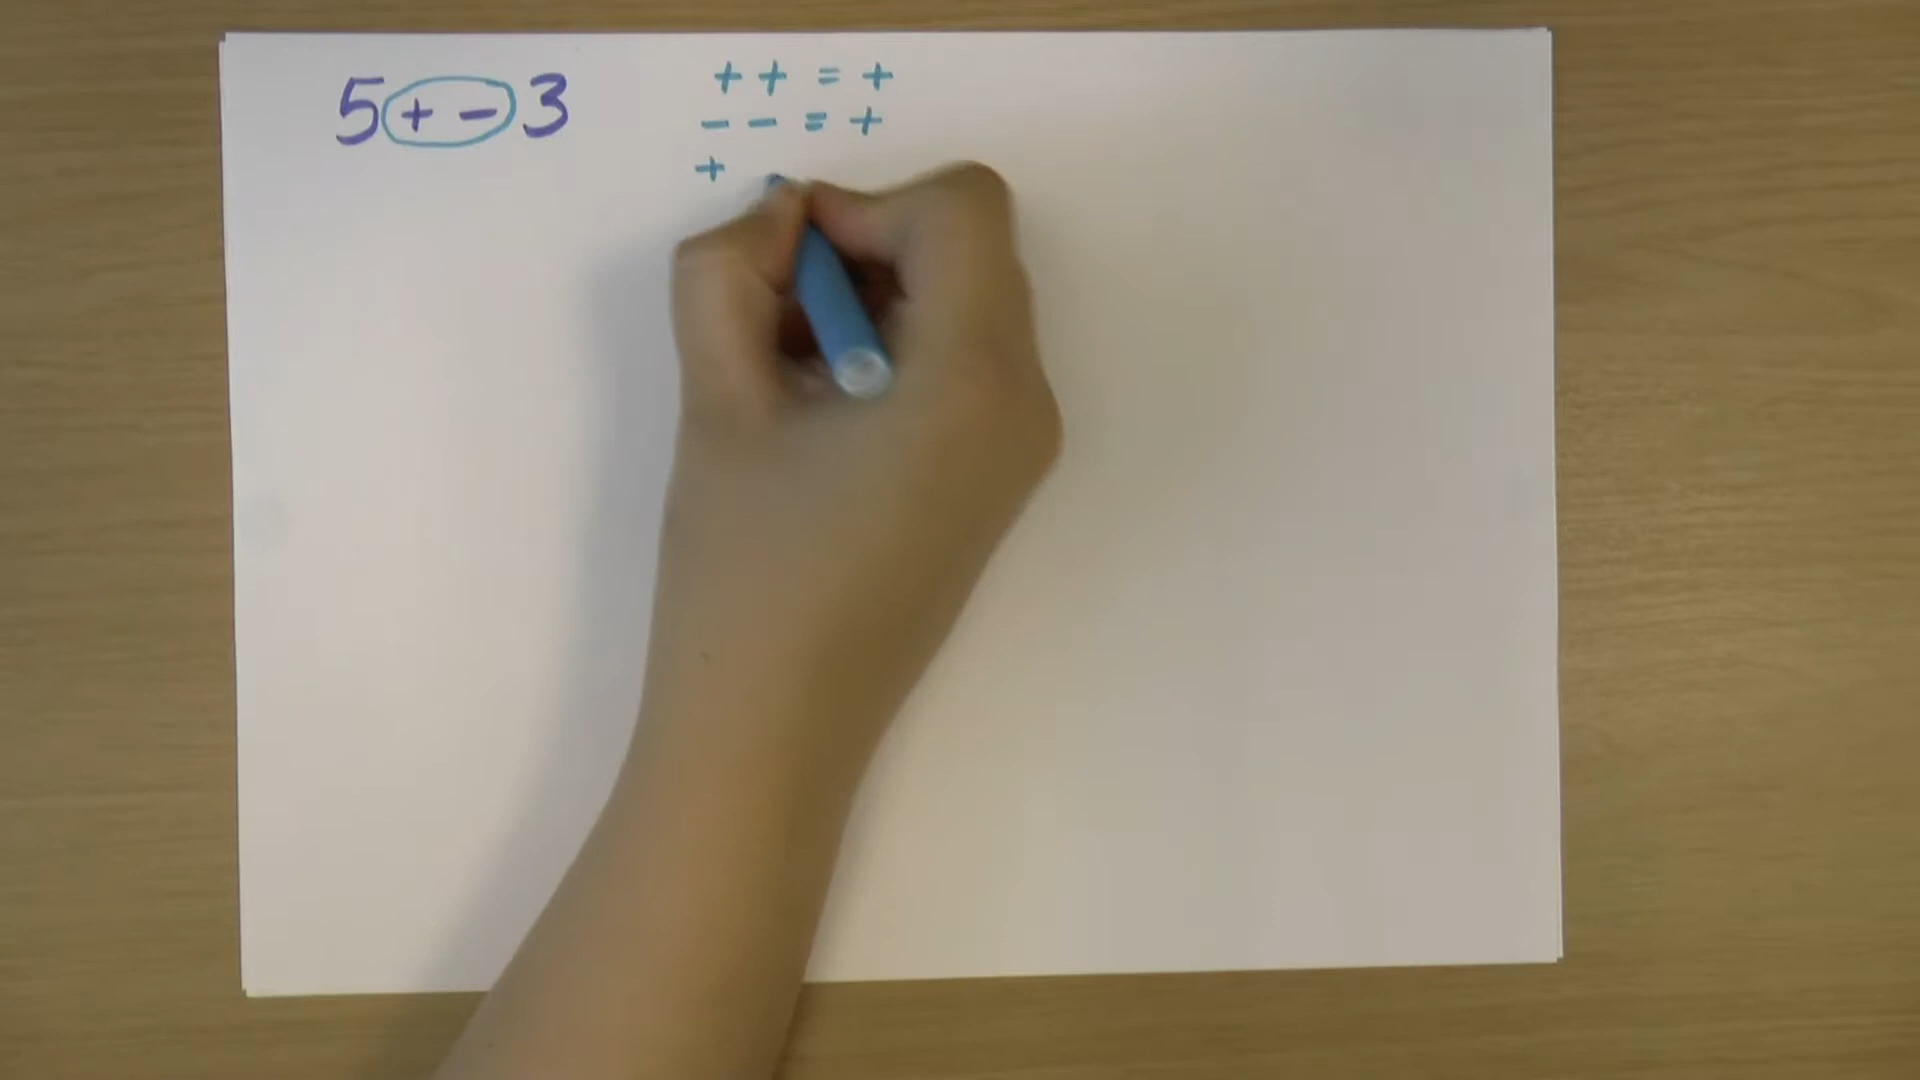 5 + - 3
+ + = +
- - = +
+